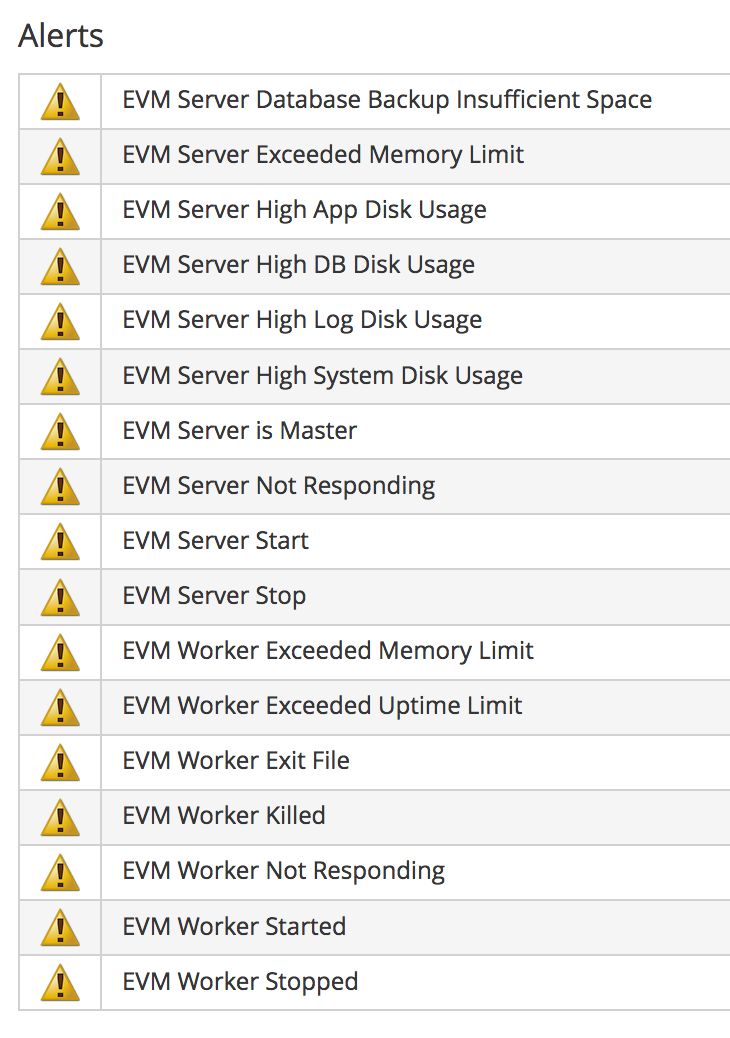 Alerts
EVM Server Database Backup Insufficient Space
EVM Server Exceeded Memory Limit
EVM Server High App Disk Usage
EVM Server High DB Disk Usage
EVM Server High Log Disk Usage
EVM Server High System Disk Usage
EVM Server is Master
EVM Server Not Responding
EVM Server Start
EVM Server Stop
EVM Worker Exceeded Memory Limit
EVM Worker Exceeded Uptime Limit
EVM Worker Exit File
EVM Worker Killed
EVM Worker Not Responding
EVM Worker Started
EVM Worker Stopped